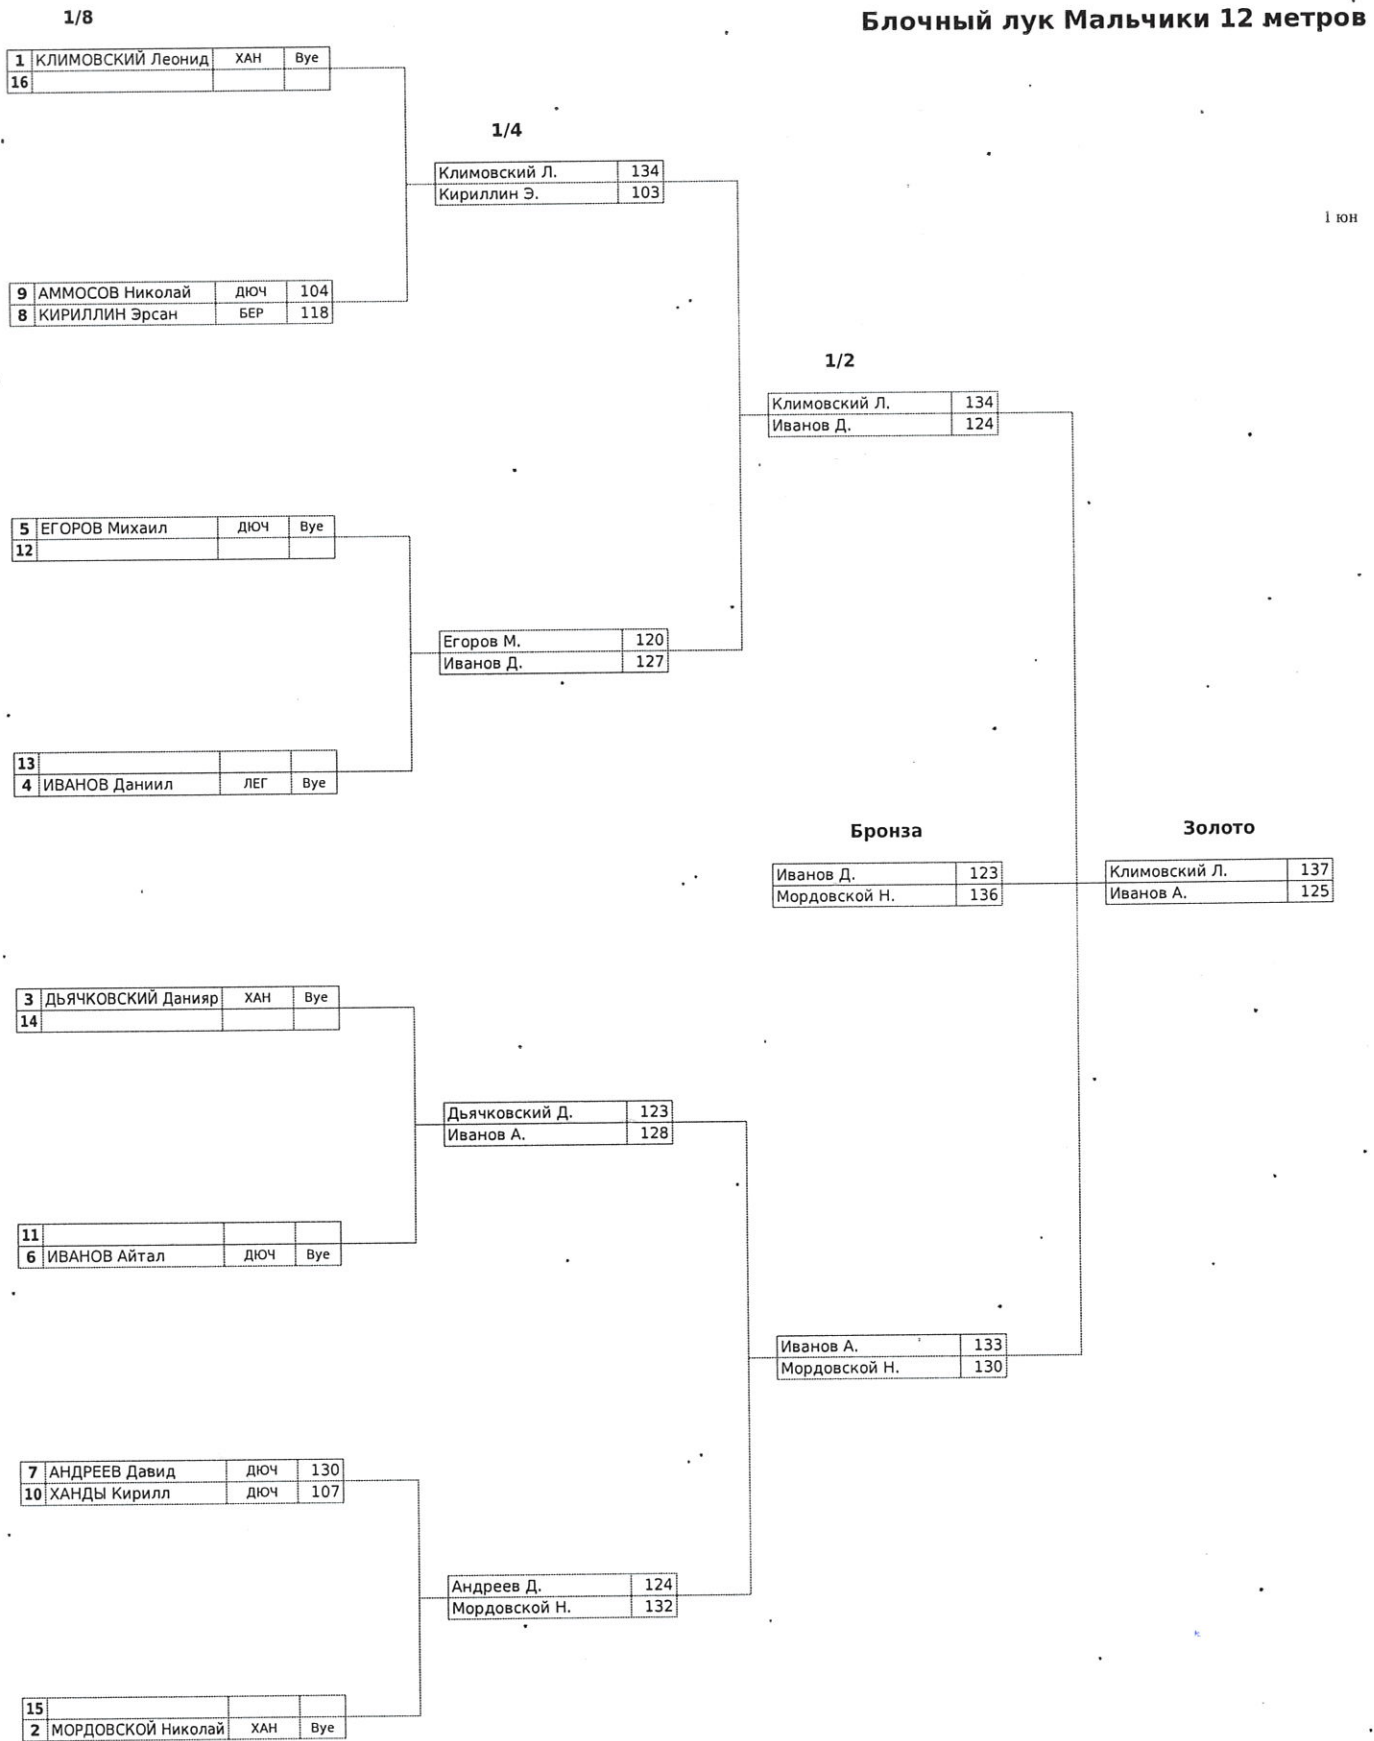 1/8
Блочный лук Мальчики 12 метров
1 КЛИМОВСКИЙ Леонид ХАН Bye
16
1/4
Климовский Л. 134
Кириллин Э. 103
1 юн
9 АММОСОВ Николай ДЮЧ 104
8 КИРИЛЛИН Эрсан БЕР 118
1/2
Климовский Л. 134
Иванов Д. 124
5 ЕГОРОВ Михаил ДЮЧ Bye
12
Егоров М. 120
Иванов Д. 127
13
4 ИВАНОВ Даниил ЛЕГ Bye
Бронза
Золото
Иванов Д. 123
Мордовской Н. 136
Климовский Л. 137
Иванов А. 125
3 ДЬЯЧКОВСКИЙ Данияр ХАН Bye
14
Дьячковский Д. 123
Иванов А. 128
11
6 ИВАНОВ Айтал ДЮЧ Bye
Иванов А. 133
Мордовской Н. 130
7 АНДРЕЕВ Давид ДЮЧ 130
10 ХАНДЫ Кирилл ДЮЧ 107
Андреев Д. 124
Мордовской Н. 132
15
2 МОРДОВСКОЙ Николай ХАН Bye